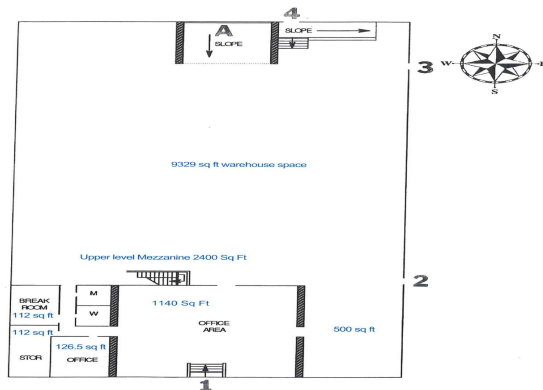 4
A
SLOPE
SLOPE
N
W
S
3
9329 sq ft warehouse space
Upper level Mezzanine 2400 Sq Ft
2
BREAK
ROOM
112 sq ft
M
W
1140 Sq Ft
OFFICE
AREA
500 sq ft
112 sq ft
126.5 sq ft
STOR
OFFICE
1